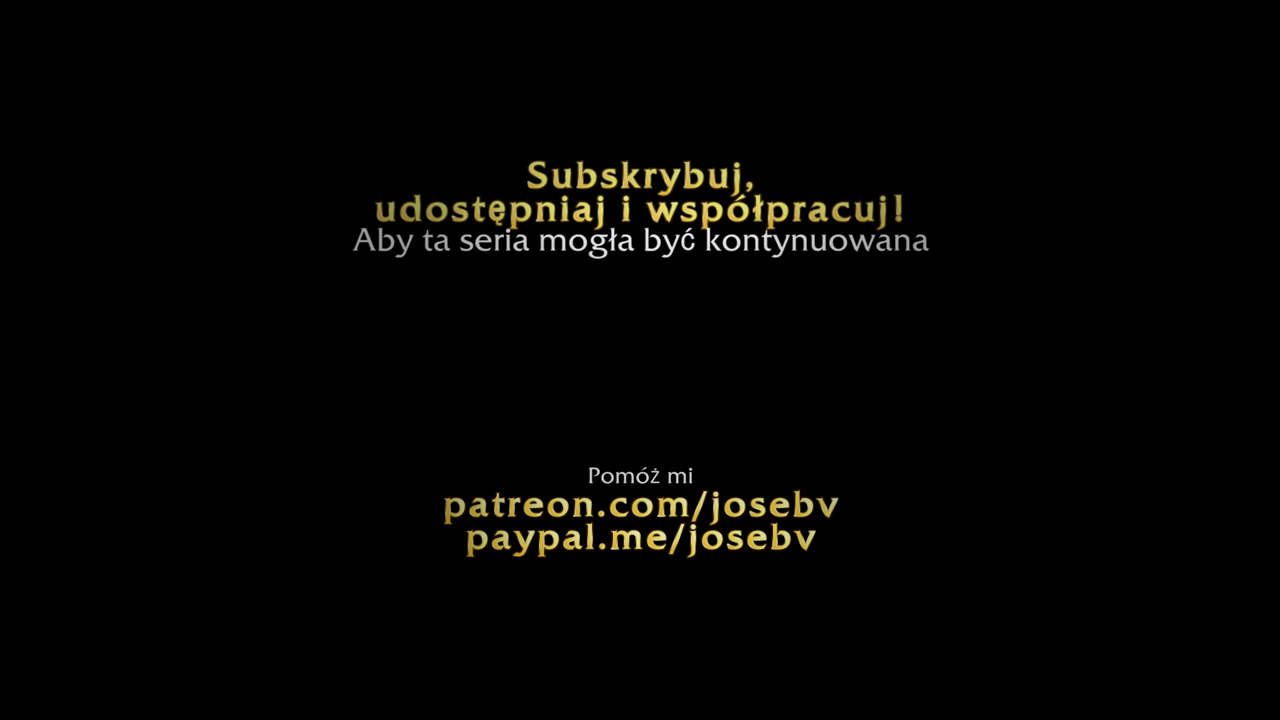 Subskrybuj,
udostępniaj i współpracuj!
Aby ta seria mogła być kontynuowana
Pomóż mi
patreon.com/josebv
paypal.me/josebv